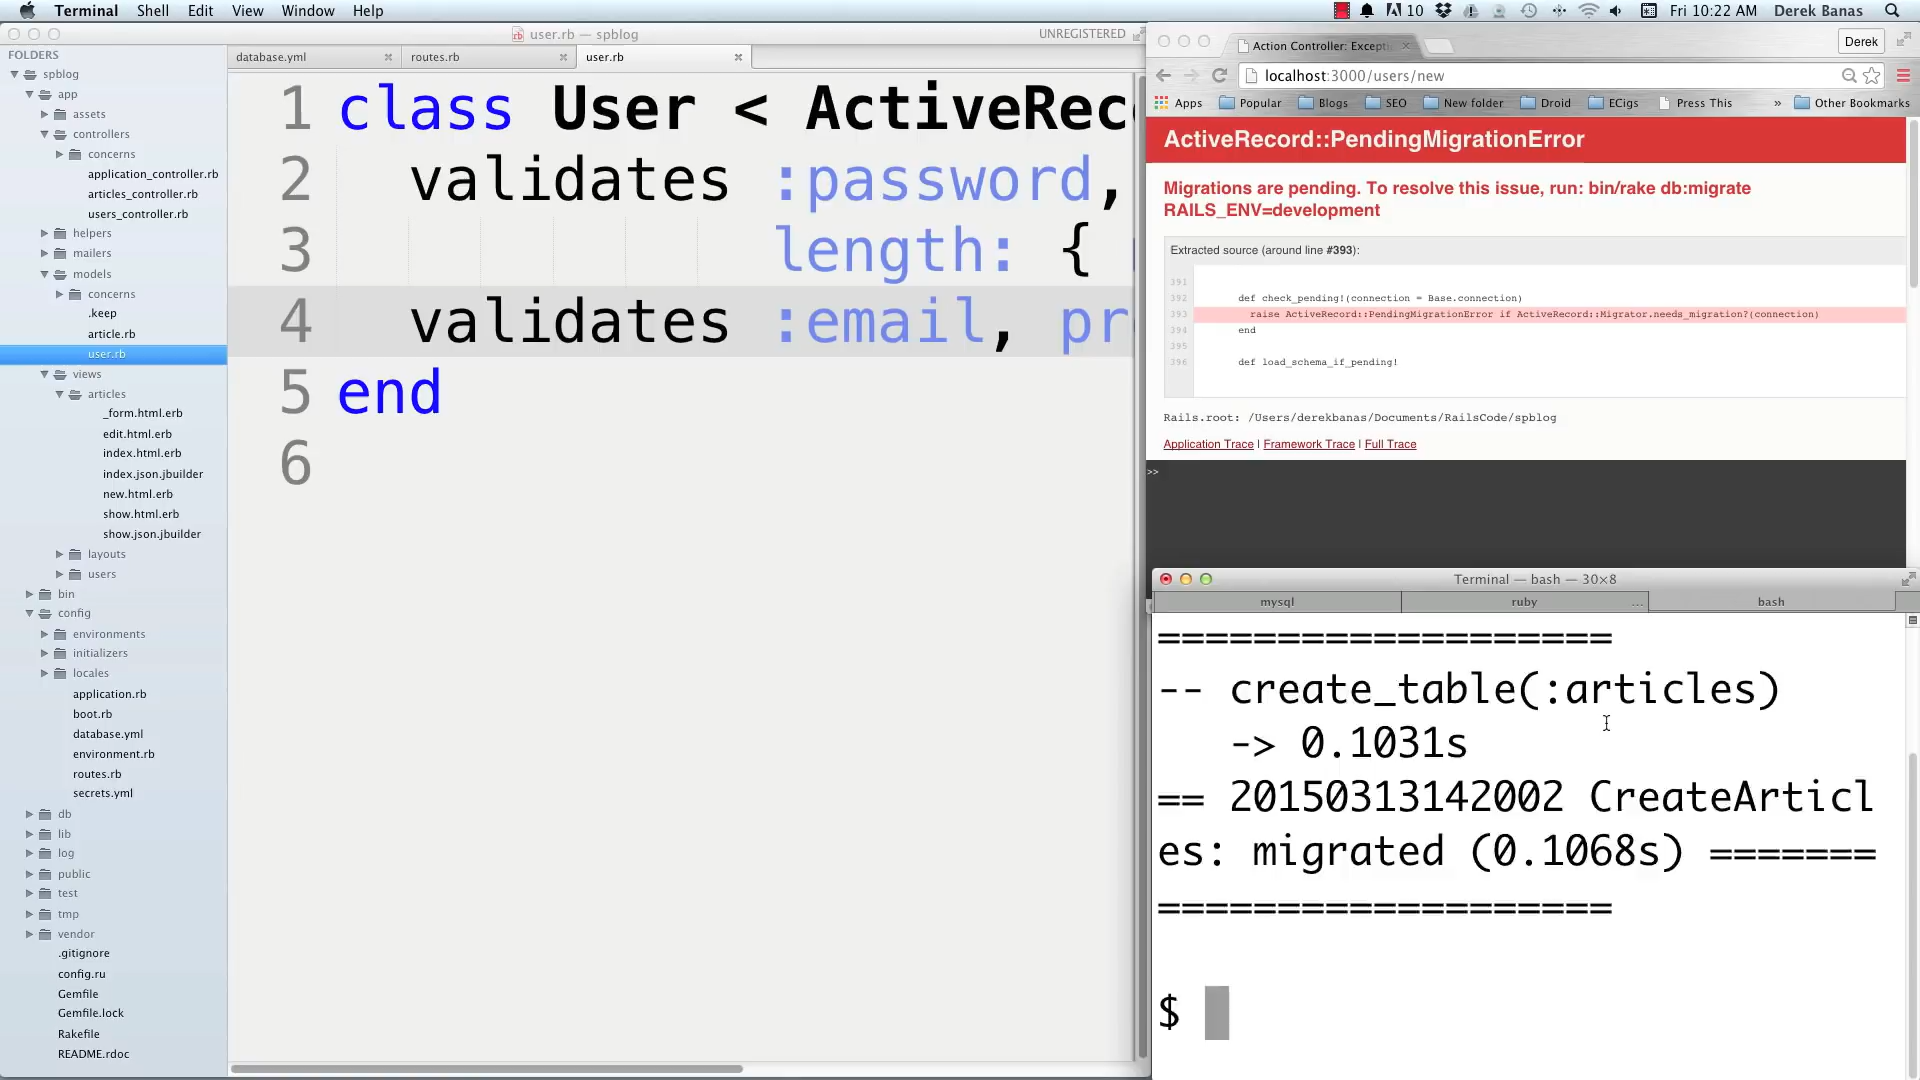 Terminal Shell Edit View Window Help
10 Fri 10:22 AM Derek Banas
user.rb — spblog
UNREGISTERED
FOLDERS
spblog
app
assets
controllers
concerns
application_controller.rb
articles_controller.rb
users_controller.rb
helpers
mailers
models
concerns
.keep
article.rb
user.rb
views
articles
_form.html.erb
edit.html.erb
index.html.erb
index.json.jbuilder
new.html.erb
show.html.erb
show.json.jbuilder
layouts
users
bin
config
environments
initializers
locales
application.rb
boot.rb
database.yml
environment.rb
routes.rb
secrets.yml
db
lib
log
public
test
tmp
vendor
.gitignore
config.ru
Gemfile
Gemfile.lock
Rakefile
README.rdoc
database.yml routes.rb user.rb
1 class User < ActiveRec
2 validates :password,
3 length: {
4 validates :email, pr
5 end
6
Action Controller: Except
Derek
localhost:3000/users/new
Apps Popular Blogs SEO New folder Droid ECigs Press This » Other Bookmarks
ActiveRecord::PendingMigrationError
Migrations are pending. To resolve this issue, run: bin/rake db:migrate
RAILS_ENV=development
Extracted source (around line #393):
391
392 def check_pending!(connection = Base.connection)
393 raise ActiveRecord::PendingMigrationError if ActiveRecord::Migrator.needs_migration?(connection)
394 end
395
396 def load_schema_if_pending!
Rails.root: /Users/derekbanas/Documents/RailsCode/spblog
Application Trace | Framework Trace | Full Trace
>>
Terminal — bash — 30×8
mysql ruby ... bash
===================
-- create_table(:articles)
-> 0.1031s
== 20150313142002 CreateArticl
es: migrated (0.1068s) =======
===================
$